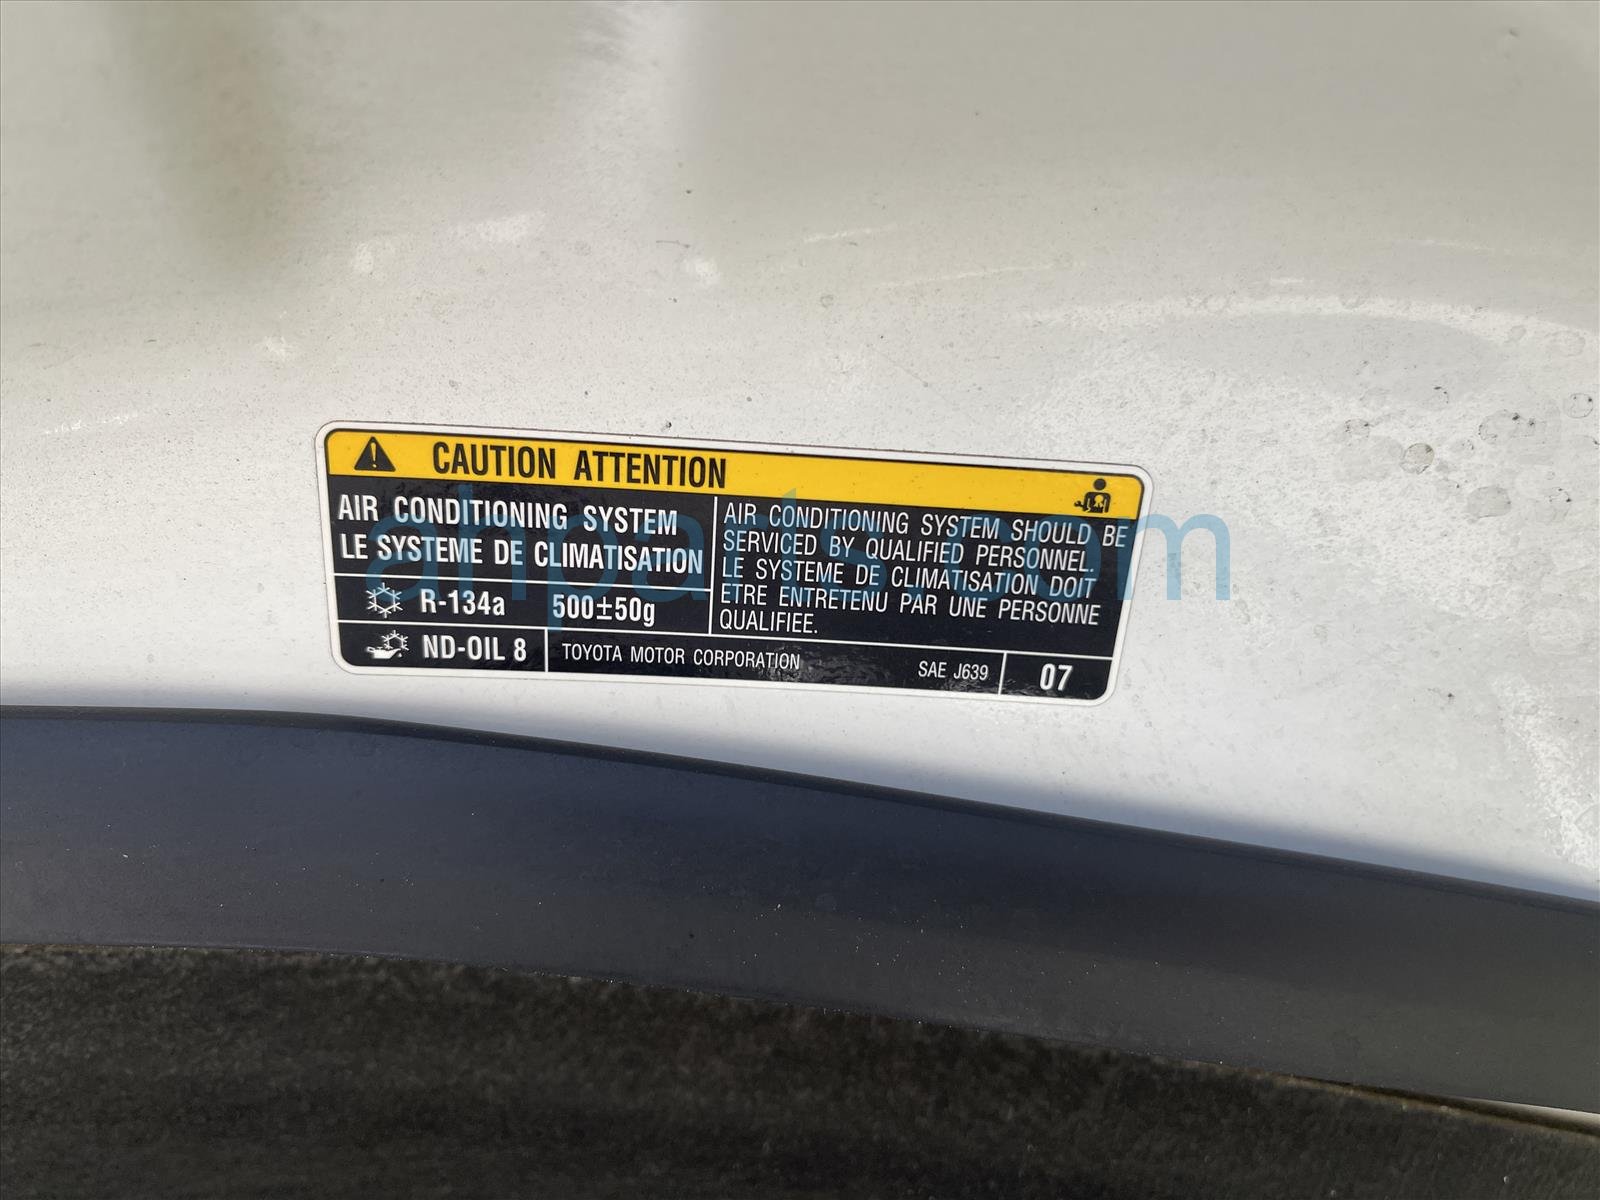 CAUTION ATTENTION
AIR CONDITIONING SYSTEM
LE SYSTEME DE CLIMATISATION
R-134a 500±50g
ND-OIL 8
AIR CONDITIONING SYSTEM SHOULD BE
SERVICED BY QUALIFIED PERSONNEL.
LE SYSTEME DE CLIMATISATION DOIT
ETRE ENTRETENU PAR UNE PERSONNE
QUALIFIEE.
TOYOTA MOTOR CORPORATION SAE J639 07
ahparts.com